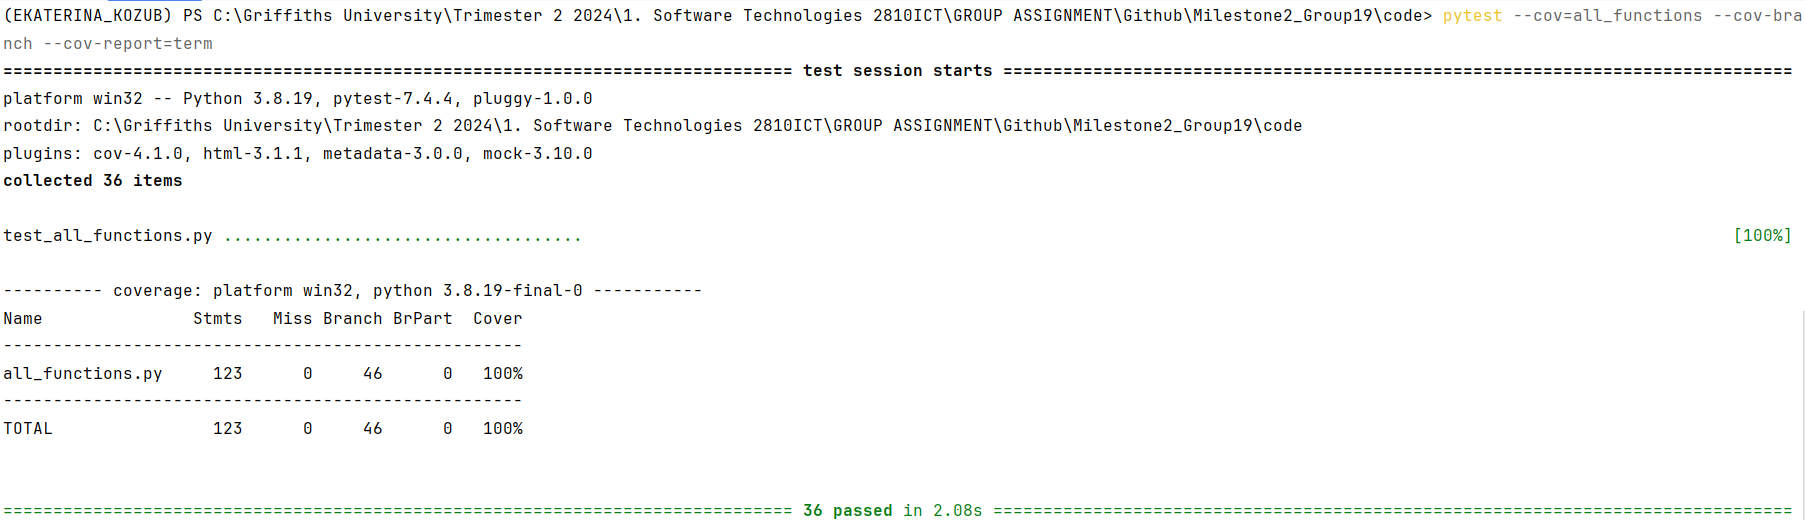 (EKATERINA_KOZUB) PS C:\Griffiths University\Trimester 2 2024\1. Software Technologies 2810ICT\GROUP ASSIGNMENT\Github\Milestone2_Group19\code> pytest --cov=all_functions --cov-bra
nch --cov-report=term
=============================================================================== test session starts ===============================================================================
platform win32 -- Python 3.8.19, pytest-7.4.4, pluggy-1.0.0
rootdir: C:\Griffiths University\Trimester 2 2024\1. Software Technologies 2810ICT\GROUP ASSIGNMENT\Github\Milestone2_Group19\code
plugins: cov-4.1.0, html-3.1.1, metadata-3.0.0, mock-3.10.0
collected 36 items
test_all_functions.py .................................... [100%]
---------- coverage: platform win32, python 3.8.19-final-0 -----------
Name               Stmts   Miss Branch BrPart  Cover
----------------------------------------------------
all_functions.py     123      0     46      0   100%
----------------------------------------------------
TOTAL                123      0     46      0   100%
=============================================================================== 36 passed in 2.08s ================================================================================